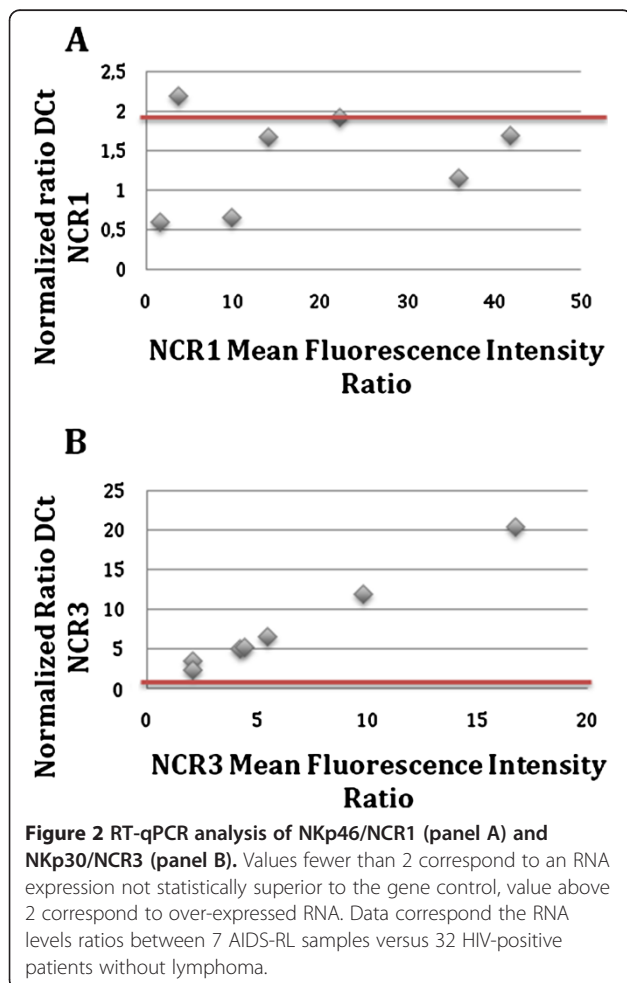 A
Normalized ratio DCt
NCR1
2,5
2
1,5
1
0,5
0
0 10 20 30 40 50
NCR1 Mean Fluorescence Intensity
Ratio
B
Normalized Ratio DCt
NCR3
25
20
15
10
5
0
0 5 10 15 20
NCR3 Mean Fluorescence Intensity
Ratio
Figure 2 RT-qPCR analysis of NKp46/NCR1 (panel A) and
NKp30/NCR3 (panel B). Values fewer than 2 correspond to an RNA
expression not statistically superior to the gene control, value above
2 correspond to over-expressed RNA. Data correspond the RNA
levels ratios between 7 AIDS-RL samples versus 32 HIV-positive
patients without lymphoma.